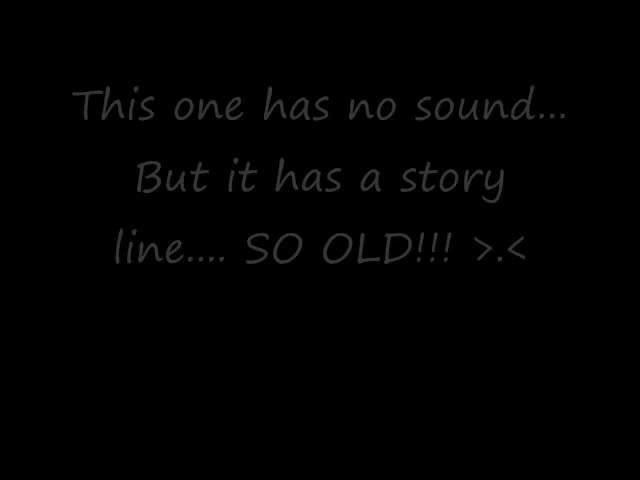 This one has no sound...
But it has a story
line.... SO OLD!!! >.<